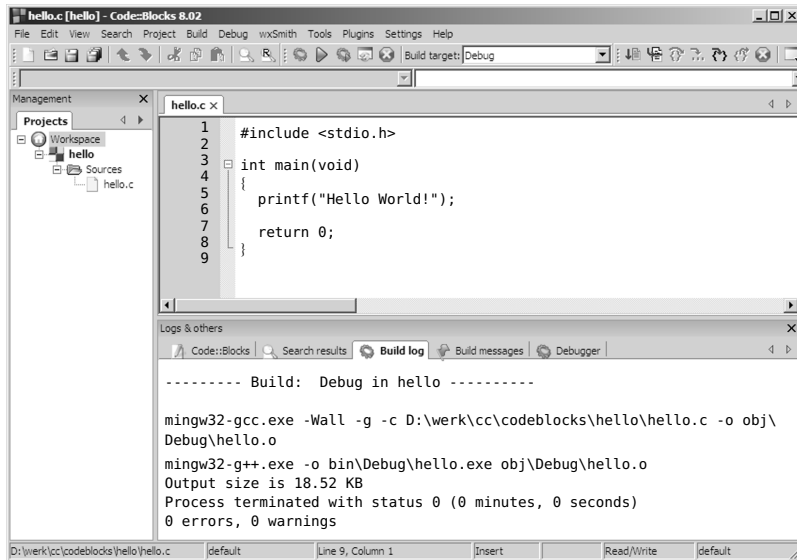 hello.c [hello] - Code::Blocks 8.02
File Edit View Search Project Build Debug wxSmith Tools Plugins Settings Help
Build target: Debug
Management
Projects
Workspace
hello
Sources
hello.c
hello.c
1 #include <stdio.h>
2
3 int main(void)
4 {
5 printf("Hello World!");
6
7 return 0;
8 }
9
Logs & others
Code::Blocks Search results Build log Build messages Debugger
--------- Build: Debug in hello ----------
mingw32-gcc.exe -Wall -g -c D:\werk\cc\codeblocks\hello\hello.c -o obj\
Debug\hello.o
mingw32-g++.exe -o bin\Debug\hello.exe obj\Debug\hello.o
Output size is 18.52 KB
Process terminated with status 0 (0 minutes, 0 seconds)
0 errors, 0 warnings
D:\werk\cc\codeblocks\hello\hello.c default Line 9, Column 1 Insert Read/Write default